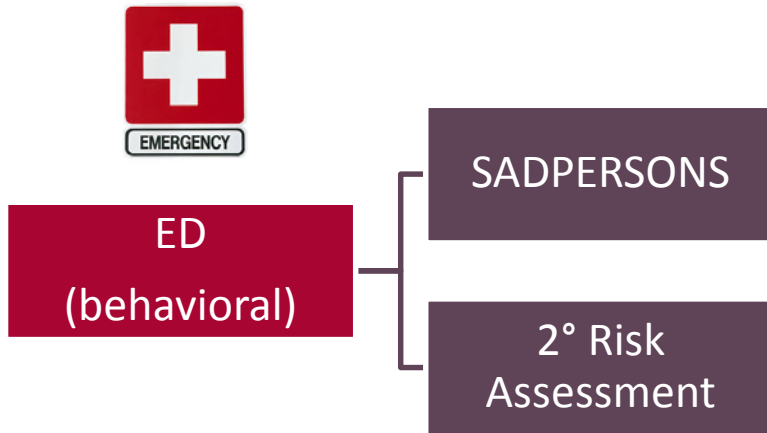 EMERGENCY
ED
(behavioral)
SADPERSONS
2° Risk
Assessment